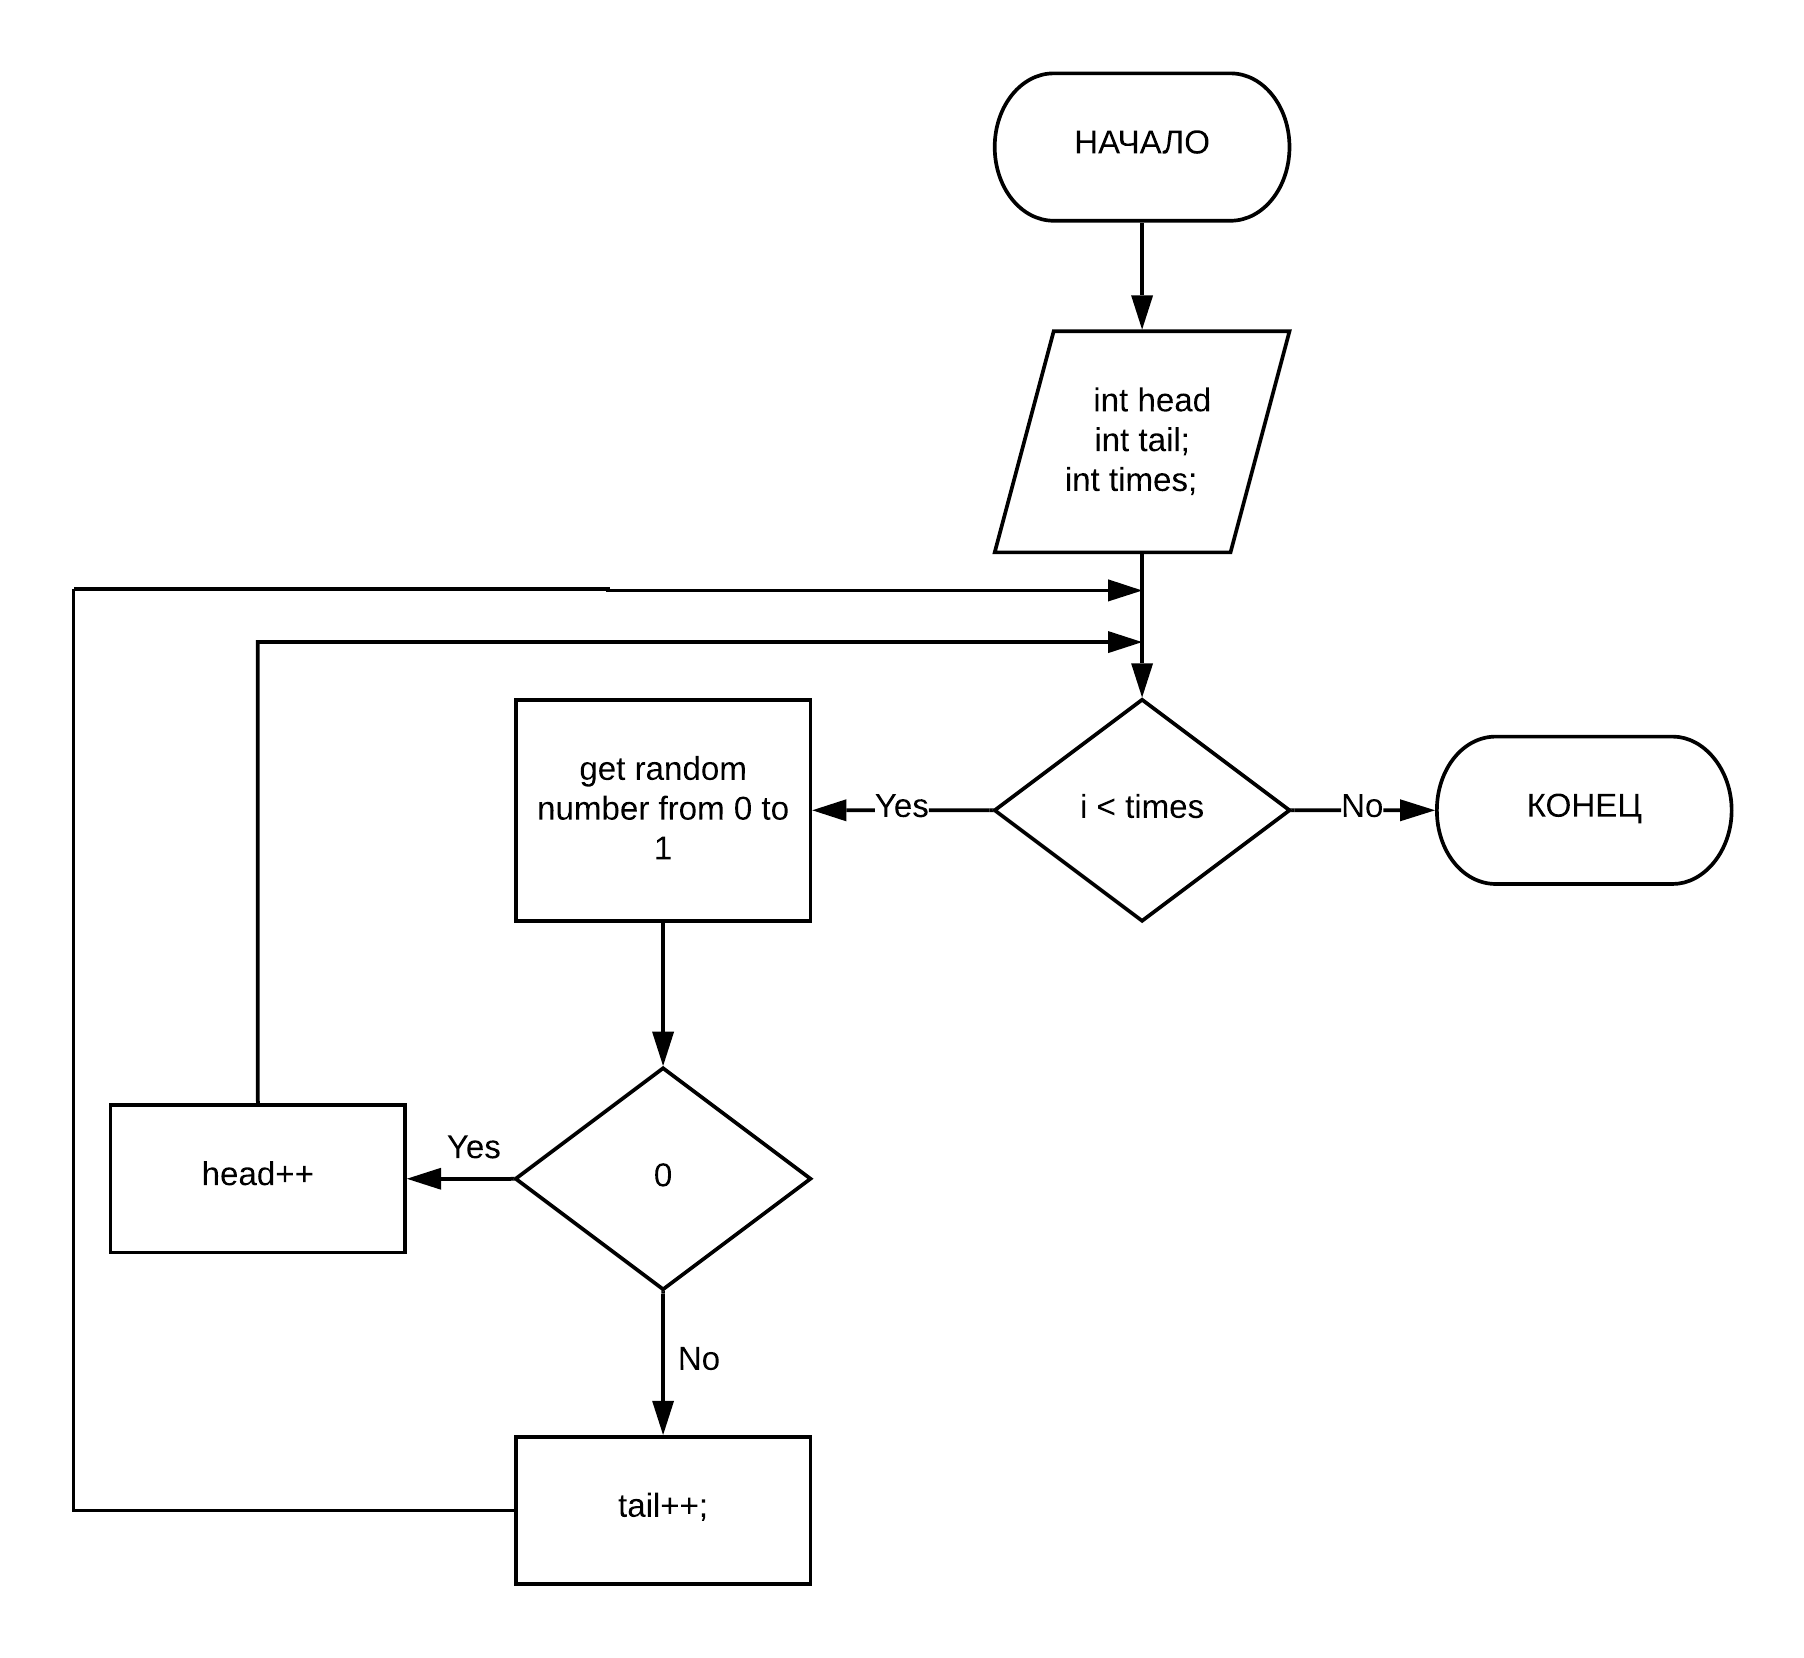 НАЧАЛО
int head
int tail;
int times;
get random
number from 0 to
1
Yes
i < times
No
КОНЕЦ
head++
Yes
0
No
tail++;